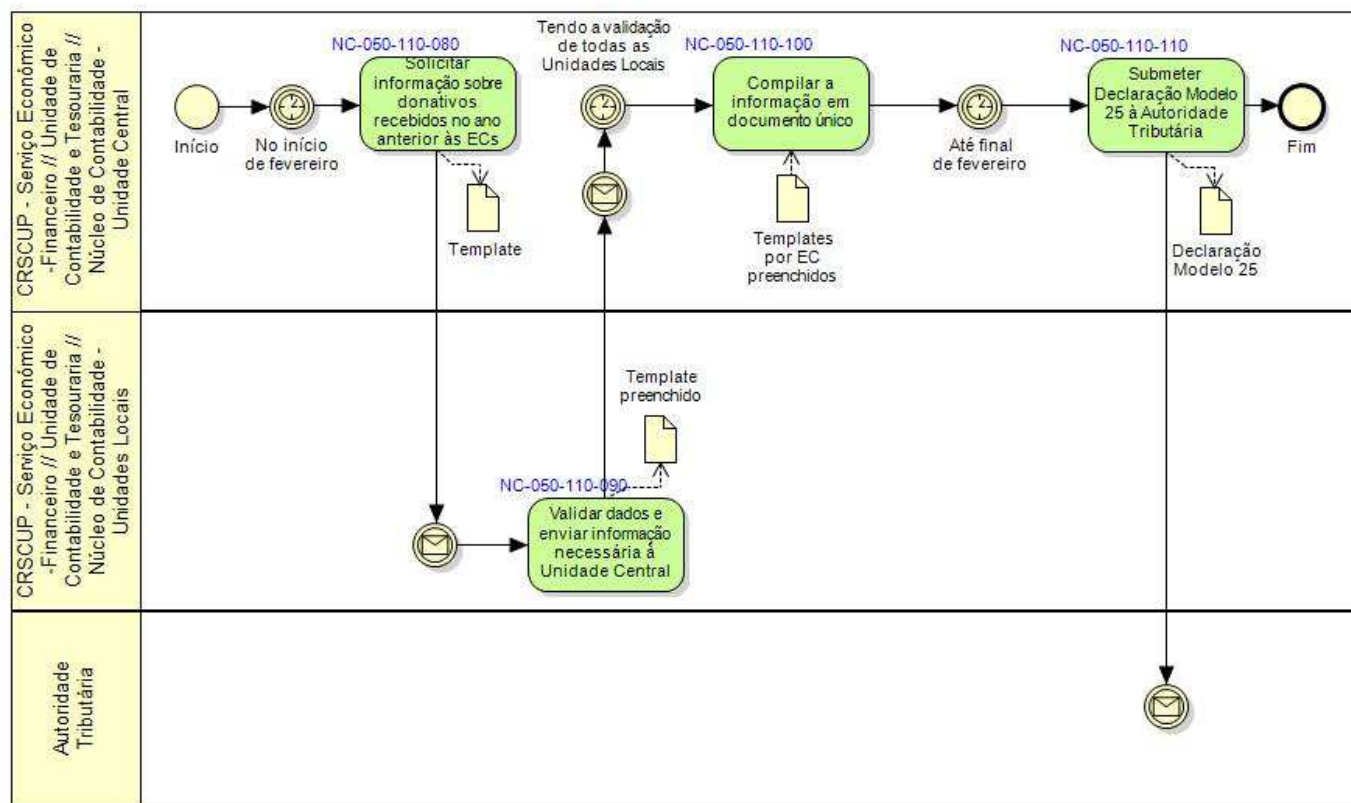 CRSCUP - Serviço Económico
-Financeiro // Unidade de
Contabilidade e Tesouraria //
Núcleo de Contabilidade -
Unidade Central
Início
No início
de fevereiro
NC-050-110-080
Solicitar
informação sobre
donativos
recebidos no ano
anterior às ECs
Template
Tendo a validação
de todas as
Unidades Locais
NC-050-110-100
Compilar a
informação em
documento único
Templates
por EC
preenchidos
Até final
de fevereiro
NC-050-110-110
Submeter
Declaração Modelo
25 à Autoridade
Tributária
Declaração
Modelo 25
Fim
CRSCUP - Serviço Económico
-Financeiro // Unidade de
Contabilidade e Tesouraria //
Núcleo de Contabilidade -
Unidades Locais
Template
preenchido
NC-050-110-090
Validar dados e
enviar informação
necessária á
Unidade Central
Autoridade
Tributária